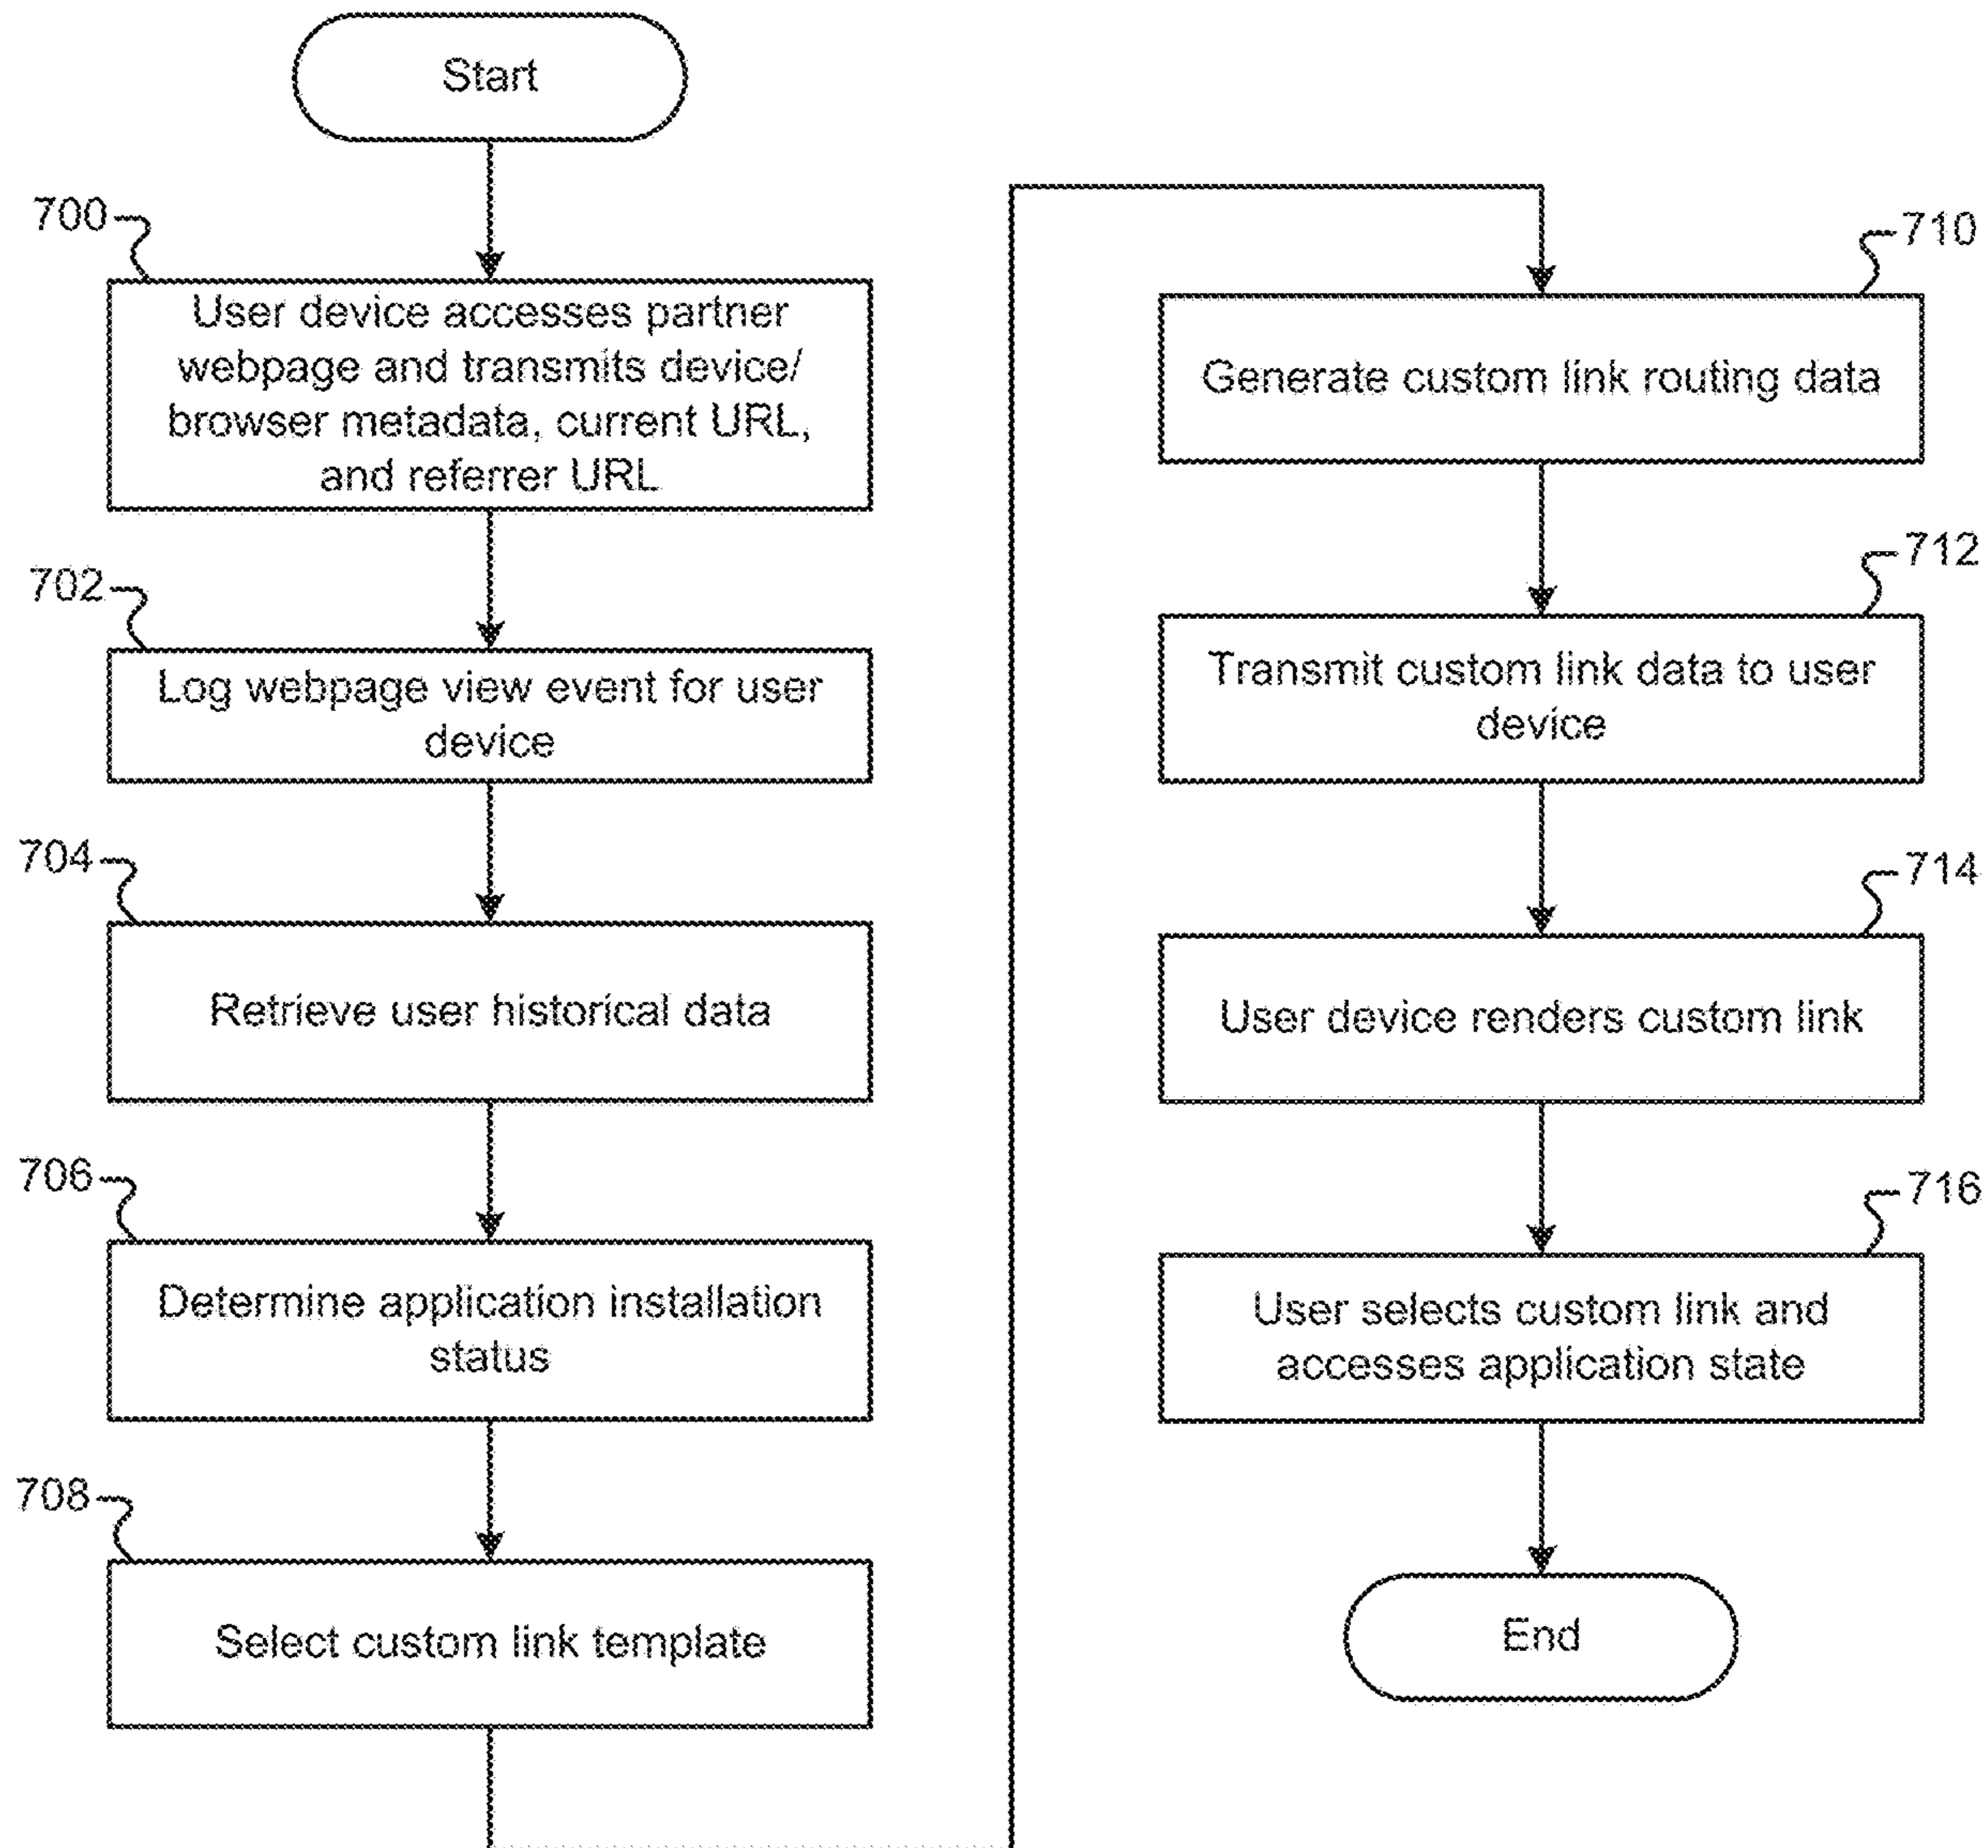 Start
700
User device accesses partner
webpage and transmits device/
browser metadata, current URL,
and referrer URL
702
Log webpage view event for user
device
704
Retrieve user historical data
706
Determine application installation
status
708
Select custom link template
710
Generate custom link routing data
712
Transmit custom link data to user
device
714
User device renders custom link
716
User selects custom link and
accesses application state
End